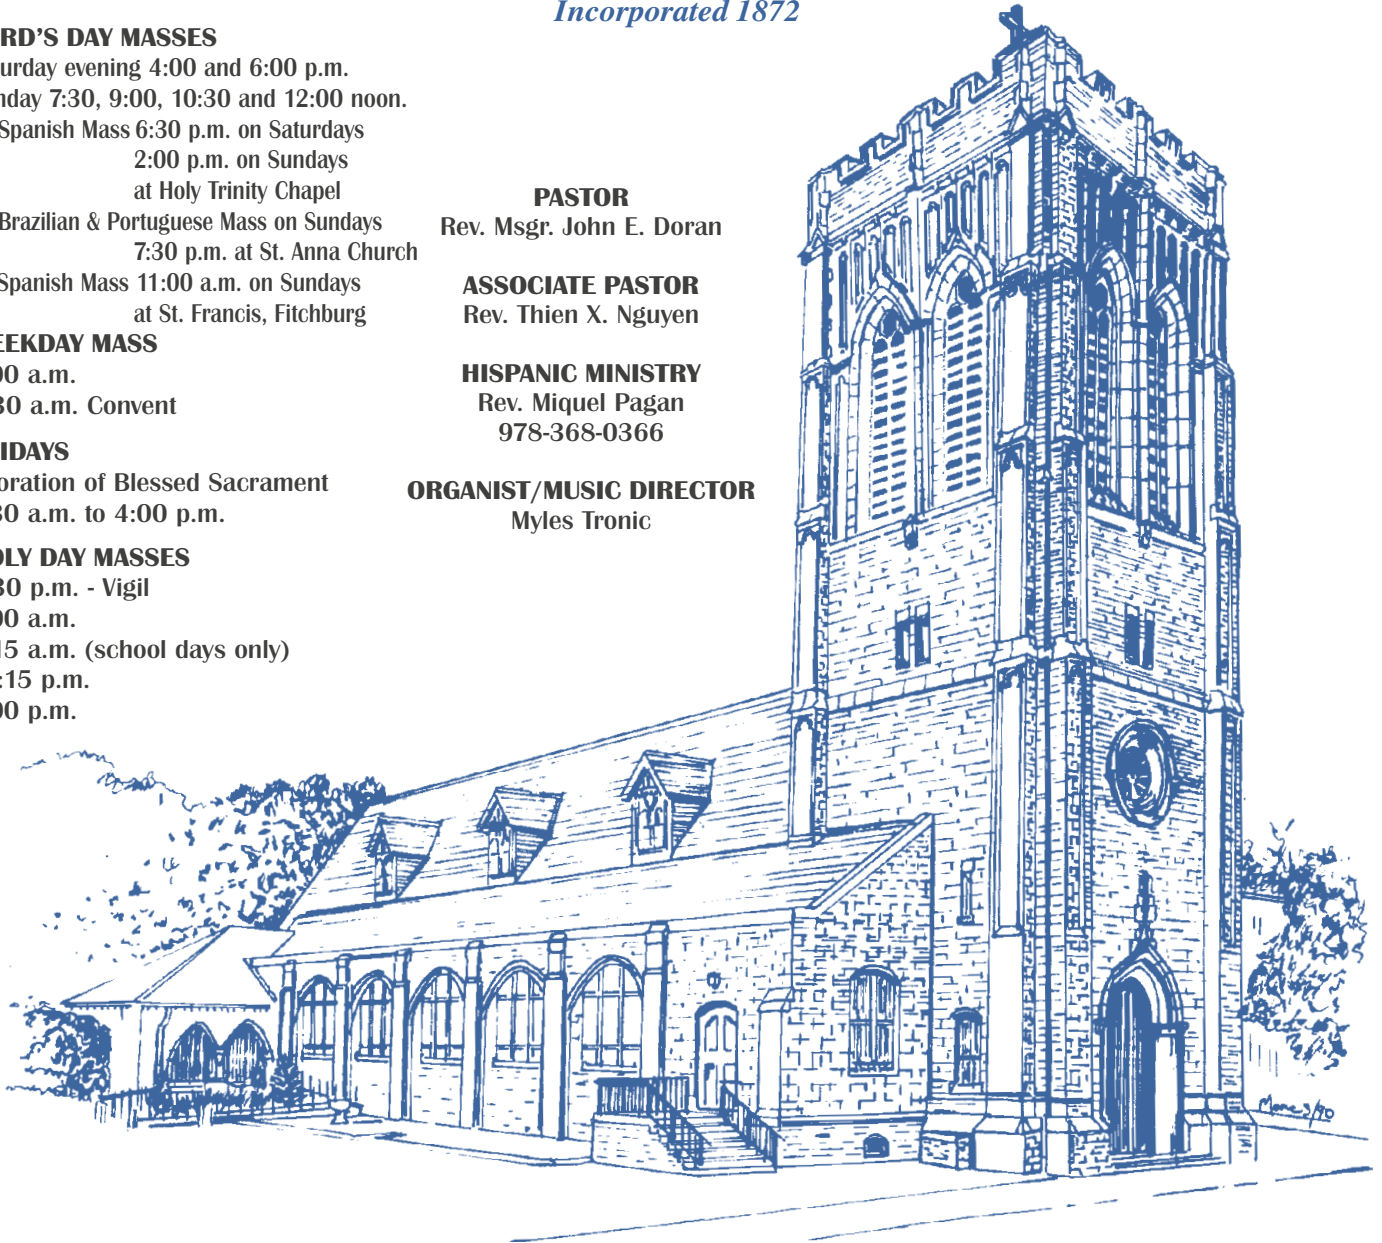 Incorporated 1872
RD'S DAY MASSES
urday evening 4:00 and 6:00 p.m.
nday 7:30, 9:00, 10:30 and 12:00 noon.
Spanish Mass 6:30 p.m. on Saturdays
2:00 p.m. on Sundays
at Holy Trinity Chapel
Brazilian & Portuguese Mass on Sundays
7:30 p.m. at St. Anna Church
Spanish Mass 11:00 a.m. on Sundays
at St. Francis, Fitchburg
EEKDAY MASS
00 a.m.
30 a.m. Convent
IDAYS
oration of Blessed Sacrament
30 a.m. to 4:00 p.m.
OLY DAY MASSES
30 p.m. - Vigil
00 a.m.
15 a.m. (school days only)
:15 p.m.
00 p.m.
PASTOR
Rev. Msgr. John E. Doran
ASSOCIATE PASTOR
Rev. Thien X. Nguyen
HISPANIC MINISTRY
Rev. Miquel Pagan
978-368-0366
ORGANIST/MUSIC DIRECTOR
Myles Tronic